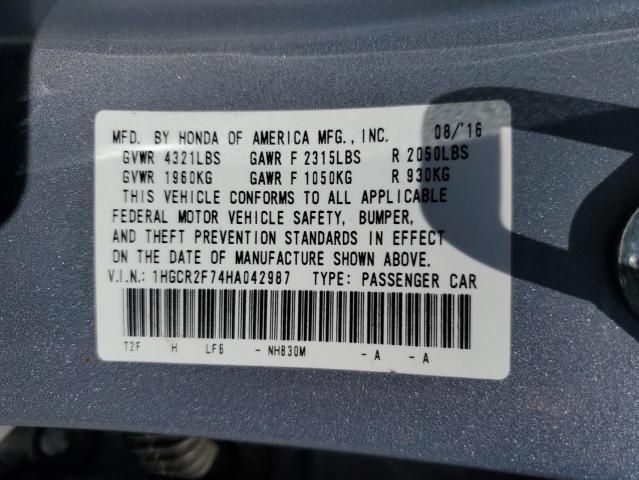 MFD. BY HONDA OF AMERICA MFG., INC. 08/'16
GVWR 4321LBS GAWR F 2315LBS R 2050LBS
GVWR 1960KG GAWR F 1050KG R 930KG
THIS VEHICLE CONFORMS TO ALL APPLICABLE
FEDERAL MOTOR VEHICLE SAFETY, BUMPER,
AND THEFT PREVENTION STANDARDS IN EFFECT
ON THE DATE OF MANUFACTURE SHOWN ABOVE.
V.I.N.: 1HGCR2F74HA042987 TYPE: PASSENGER CAR
T2F H LF6 - NH830M - A - A